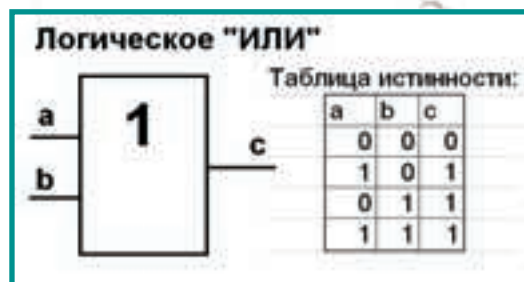 Логическое "ИЛИ"
Таблица истинности:
a
1
b
c
a b c
0 0 0
1 0 1
0 1 1
1 1 1